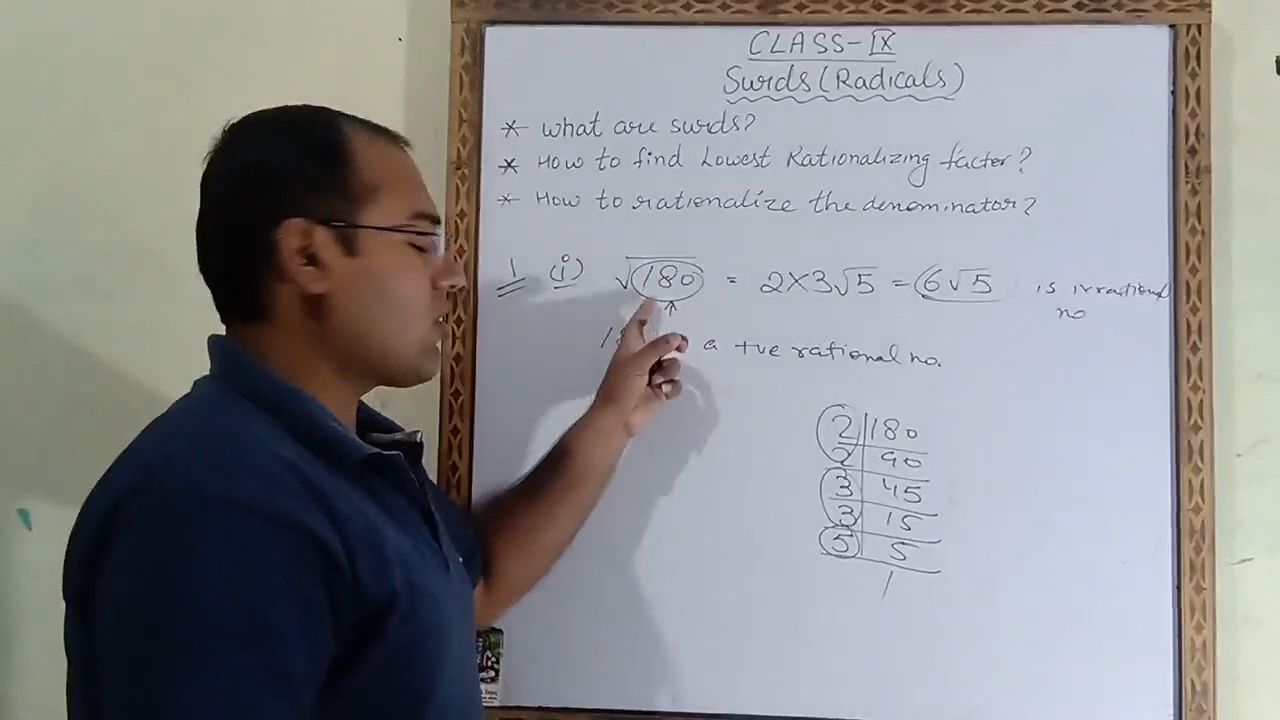 CLASS-IX
Surds (Radicals)
* What are surds?
* How to find Lowest Rationalizing factor?
* How to rationalize the denominator?
1 (i) √180 = 2×3√5 = 6√5 is irrational
no
↑
a +ve rational no.
2|180
2|90
3|45
3|15
5|5
1